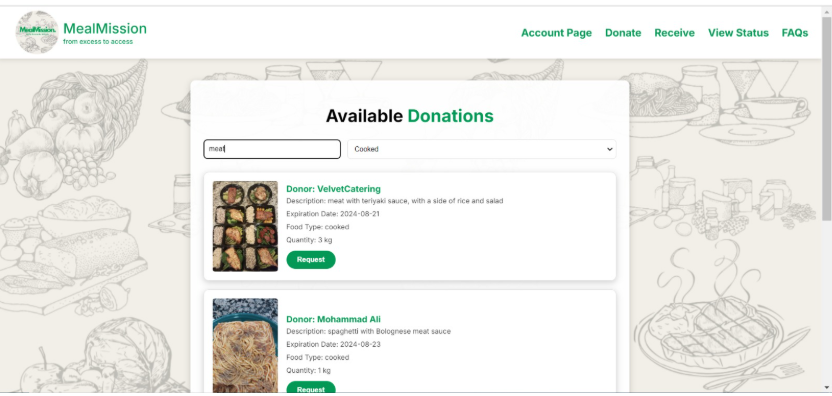 MealMission.
MealMission
from excess to access
Account Page Donate Receive View Status FAQs
Available Donations
meat
Cooked
Donor: VelvetCatering
Description: meat with teriyaki sauce, with a side of rice and salad
Expiration Date: 2024-08-21
Food Type: cooked
Quantity: 3 kg
Request
Donor: Mohammad Ali
Description: spaghetti with Bolognese meat sauce
Expiration Date: 2024-08-23
Food Type: cooked
Quantity: 1 kg
Request